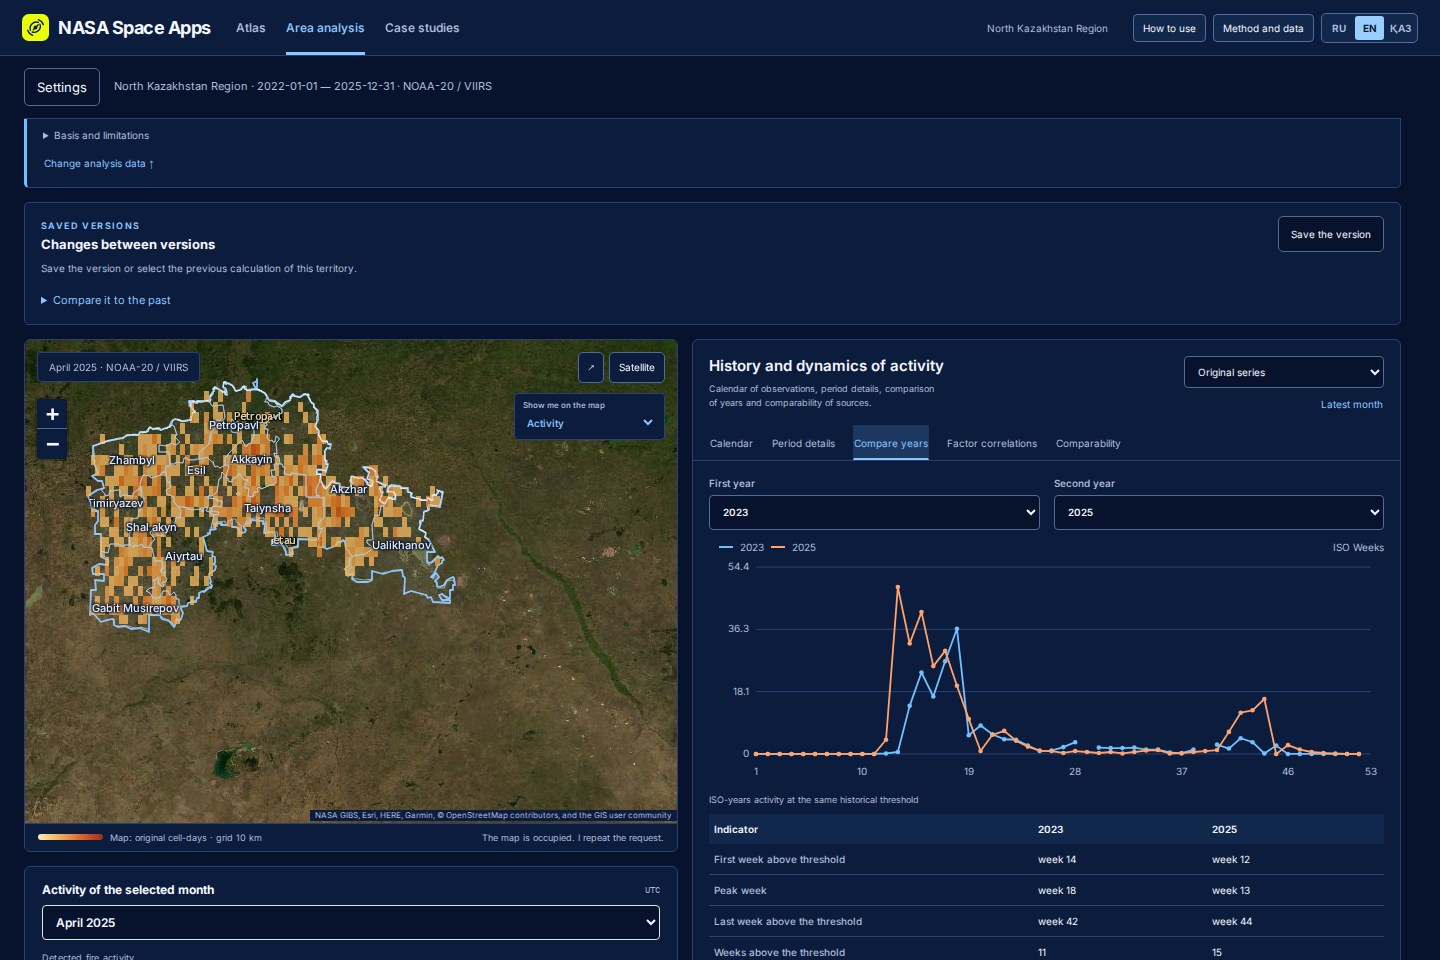 NASA Space Apps
Atlas
Area analysis
Case studies
North Kazakhstan Region
How to use
Method and data
RU
EN
ҚАЗ
Settings
North Kazakhstan Region · 2022-01-01 — 2025-12-31 · NOAA-20 / VIIRS
Basis and limitations
Change analysis data ↑
SAVED VERSIONS
Changes between versions
Save the version or select the previous calculation of this territory.
Compare it to the past
Save the version
April 2025 · NOAA-20 / VIIRS
↗
Satellite
Show me on the map
Activity
+
−
Petropavl
Petropavl
Zhambyl
Esil
Akkayin
Akzhar
Timiryazev
Taiynsha
Shal akyn
etau
Ualikhanov
Aiyrtau
Gabit Musirepov
NASA GIBS, Esri, HERE, Garmin, © OpenStreetMap contributors, and the GIS user community
Map: original cell-days · grid 10 km
The map is occupied. I repeat the request.
Activity of the selected month
UTC
April 2025
Detected fire activity
History and dynamics of activity
Calendar of observations, period details, comparison
of years and comparability of sources.
Original series
Latest month
Calendar
Period details
Compare years
Factor correlations
Comparability
First year
Second year
2023
2025
2023
2025
ISO Weeks
54.4
36.3
18.1
0
1
10
19
28
37
46
53
ISO-years activity at the same historical threshold
Indicator 2023 2025
First week above threshold week 14 week 12
Peak week week 18 week 13
Last week above the threshold week 42 week 44
Weeks above the threshold 11 15